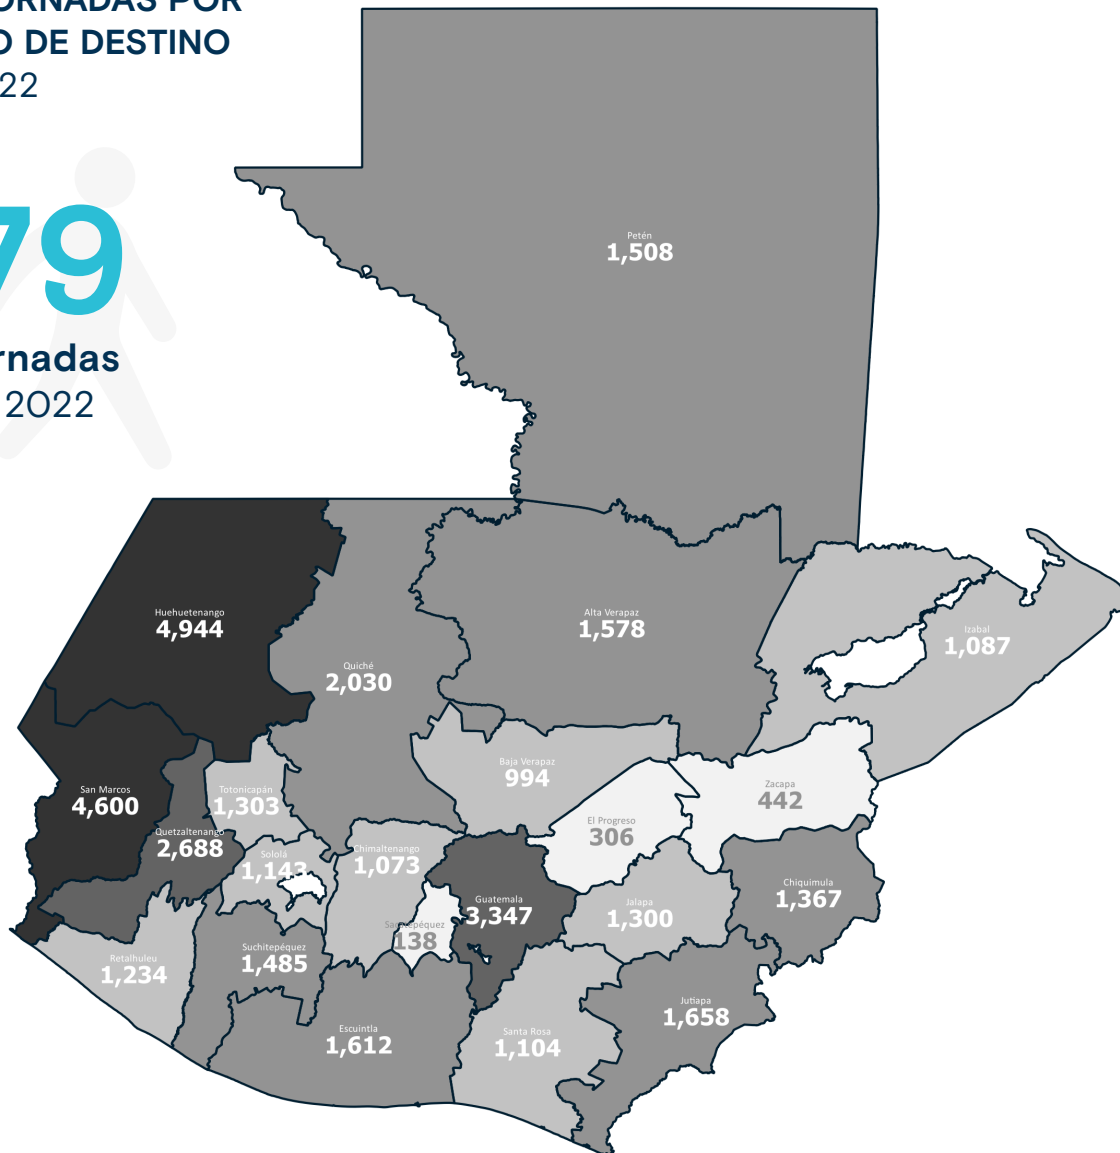 ORNADAS POR
O DE DESTINO
22
79
rnadas
2022
Petén
1,508
Huehuetenango
4,944
Alta Verapaz
1,578
Izabal
1,087
Quiché
2,030
Baja Verapaz
994
Zacapa
442
San Marcos
4,600
Totonicapán
1,303
El Progreso
306
Quetzaltenango
2,688
Sololá
1,143
Chimaltenango
1,073
Chiquimula
1,367
Guatemala
3,347
Jalapa
1,300
Sacatepéquez
138
Suchitepéquez
1,485
Retalhuleu
1,234
Jutiapa
1,658
Escuintla
1,612
Santa Rosa
1,104